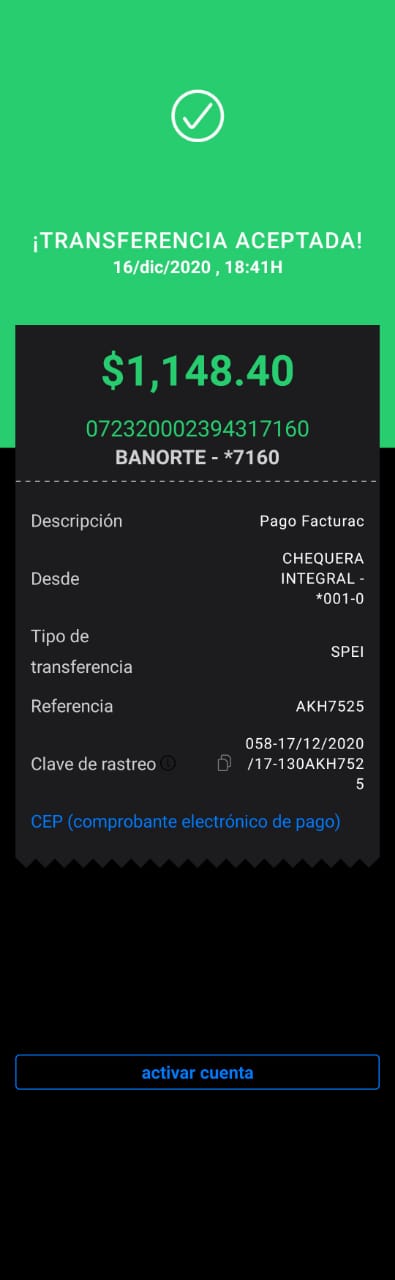 ¡TRANSFERENCIA ACEPTADA!
16/dic/2020 , 18:41H
$1,148.40
072320002394317160
BANORTE - *7160
Descripción
Pago Facturac
Desde
CHEQUERA
INTEGRAL -
*001-0
Tipo de
transferencia
SPEI
Referencia
AKH7525
Clave de rastreo
058-17/12/2020
/17-130AKH752
5
CEP (comprobante electrónico de pago)
activar cuenta